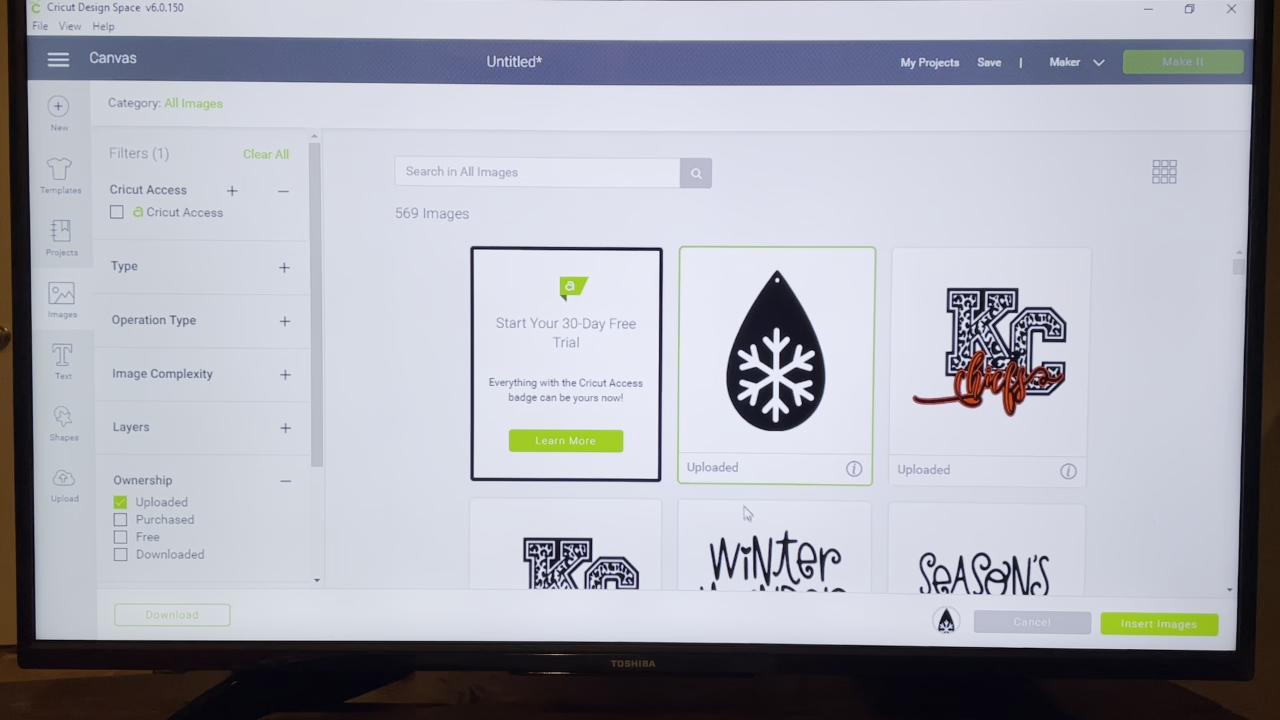 Cricut Design Space v6.0.150
File View Help
Canvas
Untitled*
My Projects Save | Maker Make It
New
Templates
Projects
Images
Text
Shapes
Upload
Category: All Images
Filters (1) Clear All
Cricut Access
a Cricut Access
Type
Operation Type
Image Complexity
Layers
Ownership
Uploaded
Purchased
Free
Downloaded
Search in All Images
569 Images
a
Start Your 30-Day Free
Trial
Everything with the Cricut Access
badge can be yours now!
Learn More
Uploaded
KC
chiefs
Uploaded
KC
WiNter
SeASON'S
Download
Cancel
Insert Images
TOSHIBA